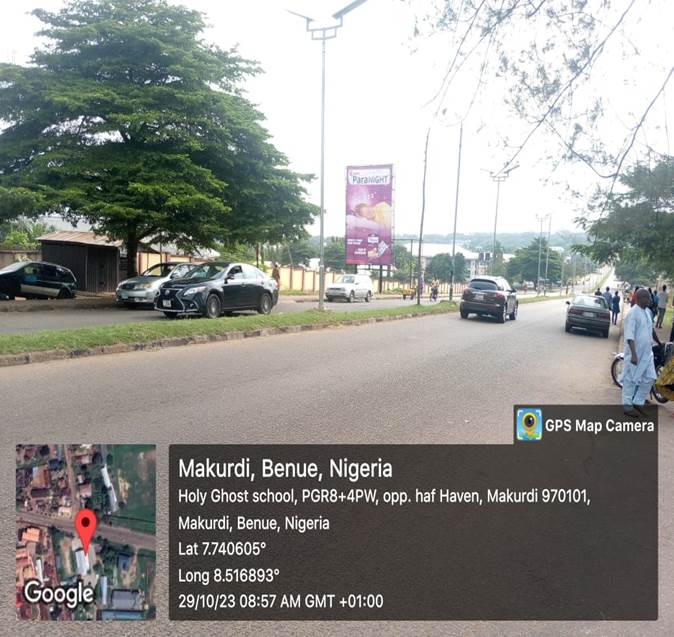 ParaNIGHT
GPS Map Camera
Makurdi, Benue, Nigeria
Holy Ghost school, PGR8+4PW, opp. haf Haven, Makurdi 970101,
Makurdi, Benue, Nigeria
Lat 7.740605°
Long 8.516893°
29/10/23 08:57 AM GMT +01:00
Google